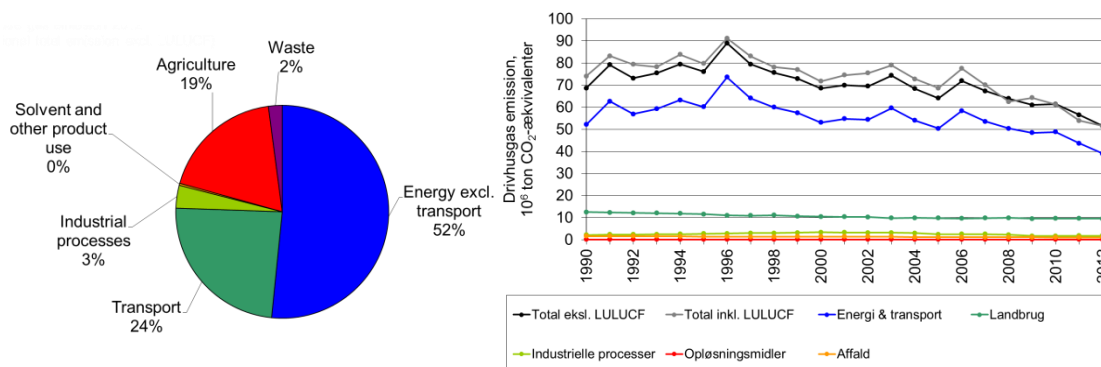 Waste
2%
Agriculture
19%
Solvent and
other product
use
0%
Industrial
processes
3%
Transport
24%
Energy excl.
transport
52%
Drivhusgas emission,
10⁶ ton CO₂-ækvivalenter
100
90
80
70
60
50
40
30
20
10
0
1990
1992
1994
1996
1998
2000
2002
2004
2006
2008
2010
2012
Total eksl. LULUCF
Total inkl. LULUCF
Energi & transport
Landbrug
Industrielle processer
Opløsningsmidler
Affald